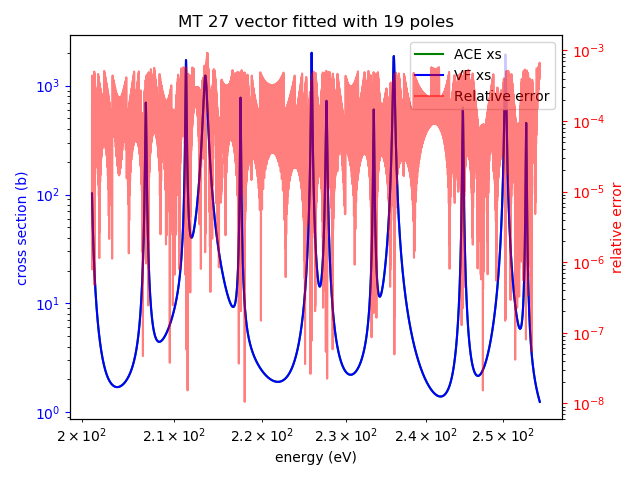 MT 27 vector fitted with 19 poles
ACE xs
VF xs
Relative error
cross section (b)
10³
10²
10¹
10⁰
relative error
10⁻³
10⁻⁴
10⁻⁵
10⁻⁶
10⁻⁷
10⁻⁸
2 × 10² 2.1 × 10² 2.2 × 10² 2.3 × 10² 2.4 × 10² 2.5 × 10²
energy (eV)